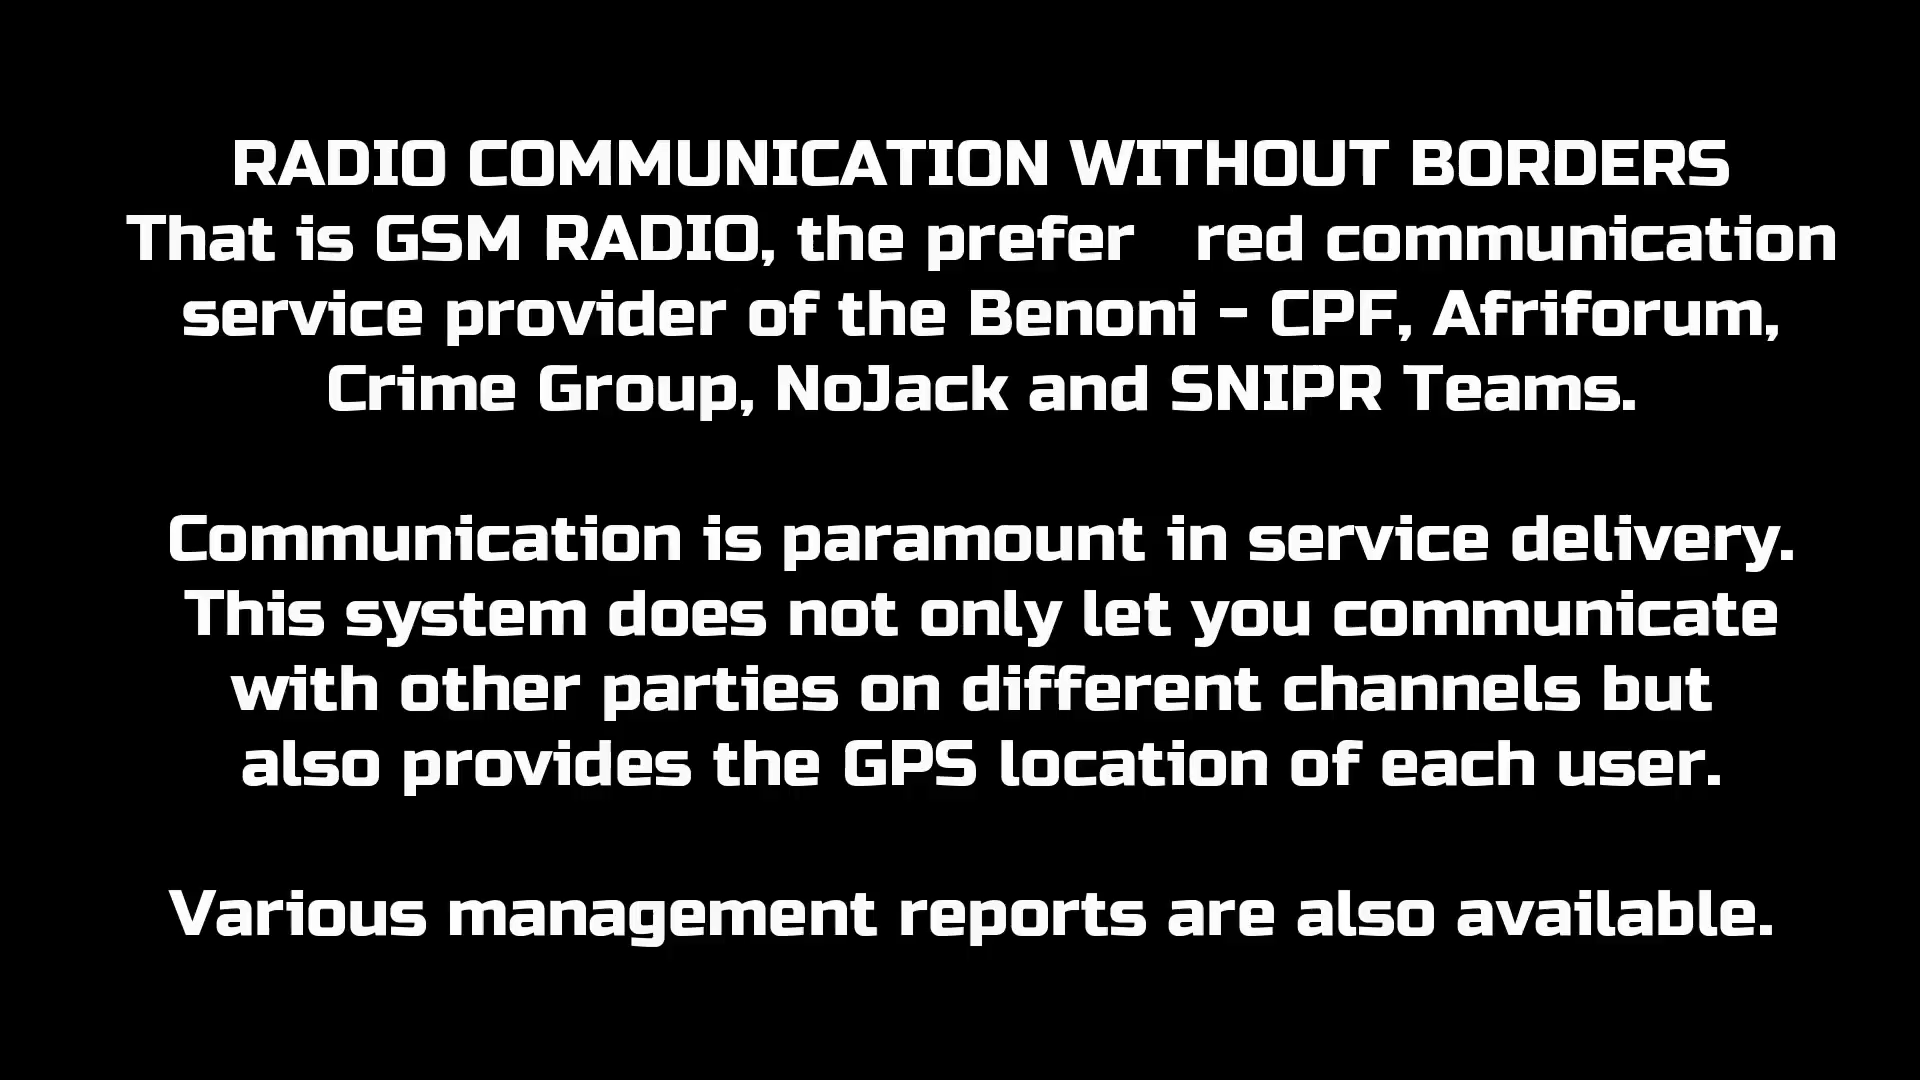 RADIO COMMUNICATION WITHOUT BORDERS
That is GSM RADIO, the prefer   red communication
service provider of the Benoni - CPF, Afriforum,
Crime Group, NoJack and SNIPR Teams.
Communication is paramount in service delivery.
This system does not only let you communicate
with other parties on different channels but
also provides the GPS location of each user.
Various management reports are also available.